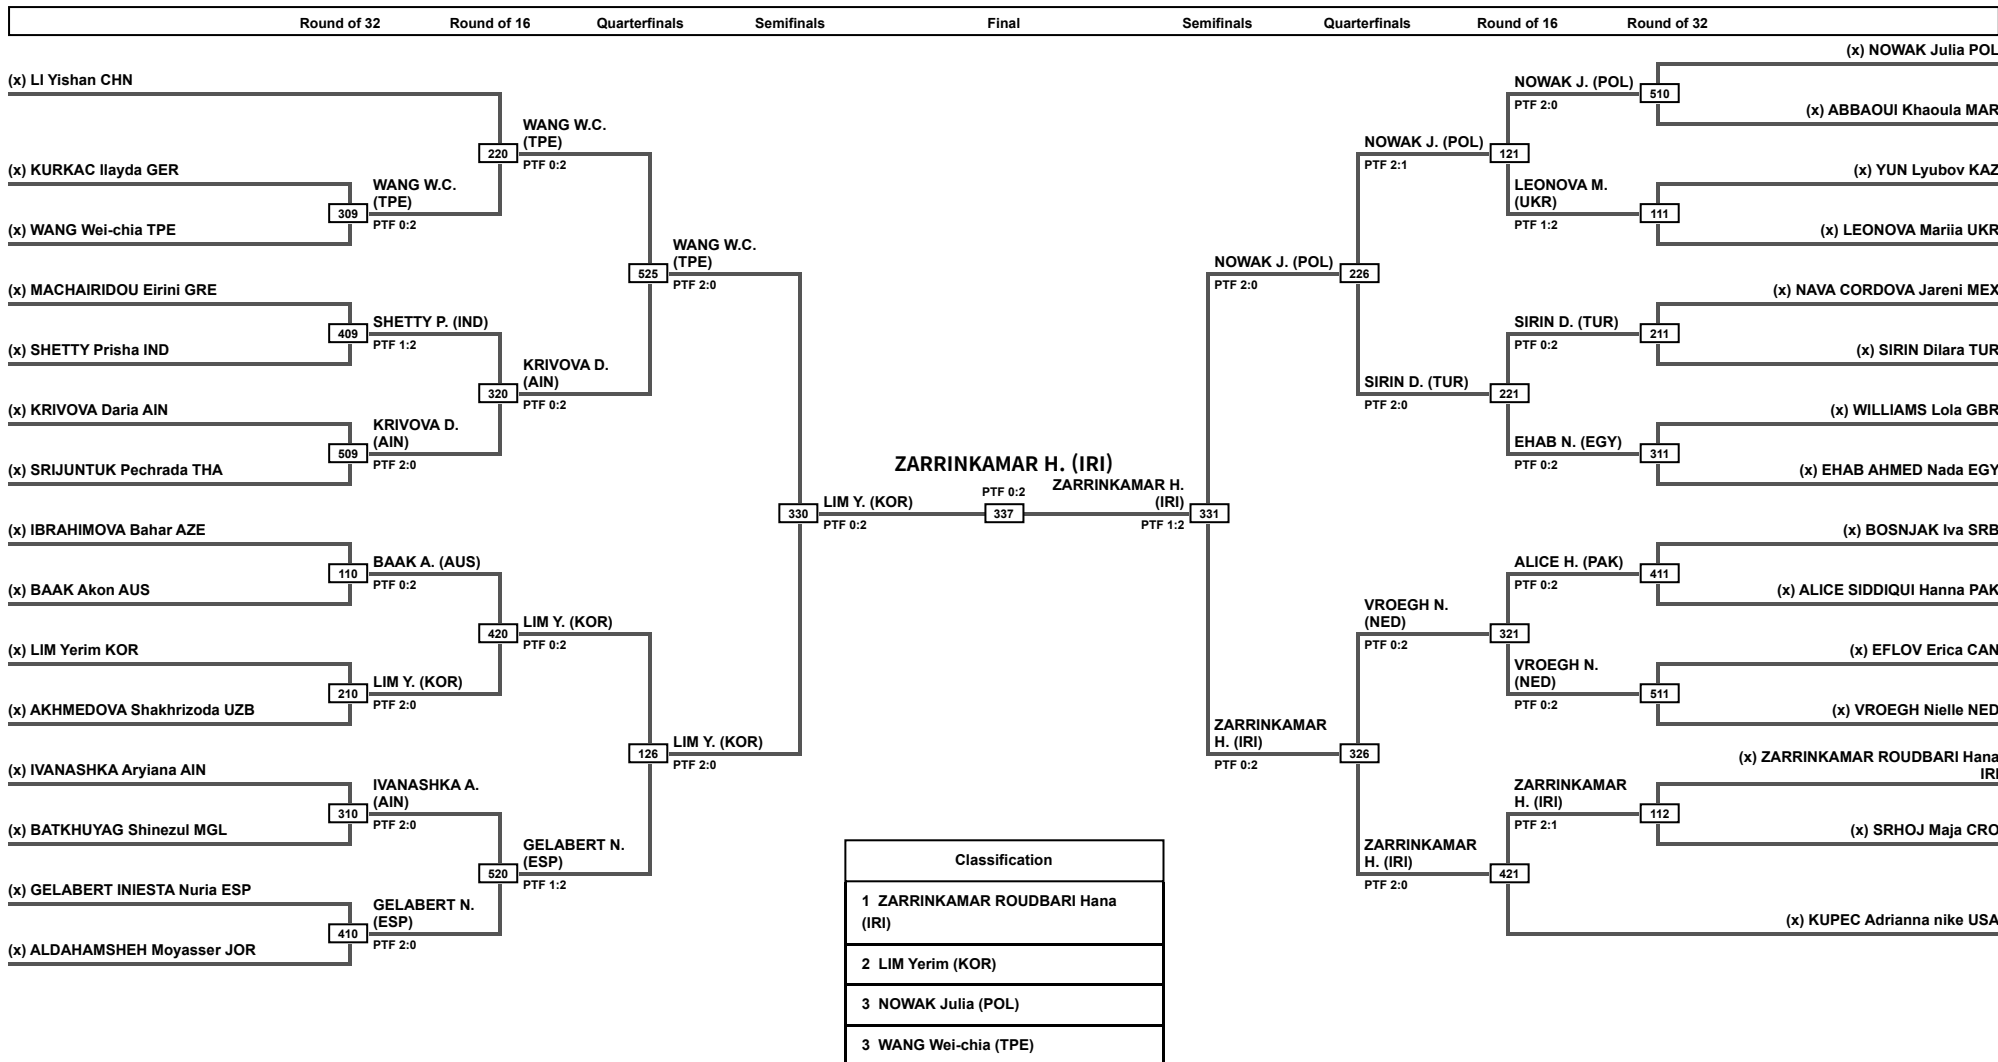 Round of 32 Round of 16 Quarterfinals Semifinals Final Semifinals Quarterfinals Round of 16 Round of 32
(x) LI Yishan CHN
(x) KURKAC Ilayda GER
(x) WANG Wei-chia TPE
(x) MACHAIRIDOU Eirini GRE
(x) SHETTY Prisha IND
(x) KRIVOVA Daria AIN
(x) SRIJUNTUK Pechrada THA
(x) IBRAHIMOVA Bahar AZE
(x) BAAK Akon AUS
(x) LIM Yerim KOR
(x) AKHMEDOVA Shakhrizoda UZB
(x) IVANASHKA Aryiana AIN
(x) BATKHUYAG Shinezul MGL
(x) GELABERT INIESTA Nuria ESP
(x) ALDAHAMSHEH Moyasser JOR
309
WANG W.C.
(TPE)
PTF 0:2
409
SHETTY P. (IND)
PTF 1:2
509
KRIVOVA D.
(AIN)
PTF 2:0
110
BAAK A. (AUS)
PTF 0:2
210
LIM Y. (KOR)
PTF 2:0
310
IVANASHKA A.
(AIN)
PTF 2:0
410
GELABERT N.
(ESP)
PTF 2:0
220
WANG W.C.
(TPE)
PTF 0:2
320
KRIVOVA D.
(AIN)
PTF 0:2
420
LIM Y. (KOR)
PTF 0:2
520
GELABERT N.
(ESP)
PTF 1:2
525
WANG W.C.
(TPE)
PTF 2:0
126
LIM Y. (KOR)
PTF 2:0
330
LIM Y. (KOR)
PTF 0:2
ZARRINKAMAR H. (IRI)
PTF 0:2
337
ZARRINKAMAR H.
(IRI)
PTF 1:2
331
NOWAK J. (POL)
PTF 2:0
226
ZARRINKAMAR
H. (IRI)
PTF 0:2
326
NOWAK J. (POL)
PTF 2:1
121
SIRIN D. (TUR)
PTF 2:0
221
VROEGH N.
(NED)
PTF 0:2
321
ZARRINKAMAR
H. (IRI)
PTF 2:0
421
NOWAK J. (POL)
PTF 2:0
510
LEONOVA M.
(UKR)
PTF 1:2
111
SIRIN D. (TUR)
PTF 0:2
211
EHAB N. (EGY)
PTF 0:2
311
ALICE H. (PAK)
PTF 0:2
411
VROEGH N.
(NED)
PTF 0:2
511
ZARRINKAMAR
H. (IRI)
PTF 2:1
112
(x) NOWAK Julia POL
(x) ABBAOUI Khaoula MAR
(x) YUN Lyubov KAZ
(x) LEONOVA Mariia UKR
(x) NAVA CORDOVA Jareni MEX
(x) SIRIN Dilara TUR
(x) WILLIAMS Lola GBR
(x) EHAB AHMED Nada EGY
(x) BOSNJAK Iva SRB
(x) ALICE SIDDIQUI Hanna PAK
(x) EFLOV Erica CAN
(x) VROEGH Nielle NED
(x) ZARRINKAMAR ROUDBARI Hana
IRI
(x) SRHOJ Maja CRO
(x) KUPEC Adrianna nike USA
Classification
1 ZARRINKAMAR ROUDBARI Hana
(IRI)
2 LIM Yerim (KOR)
3 NOWAK Julia (POL)
3 WANG Wei-chia (TPE)